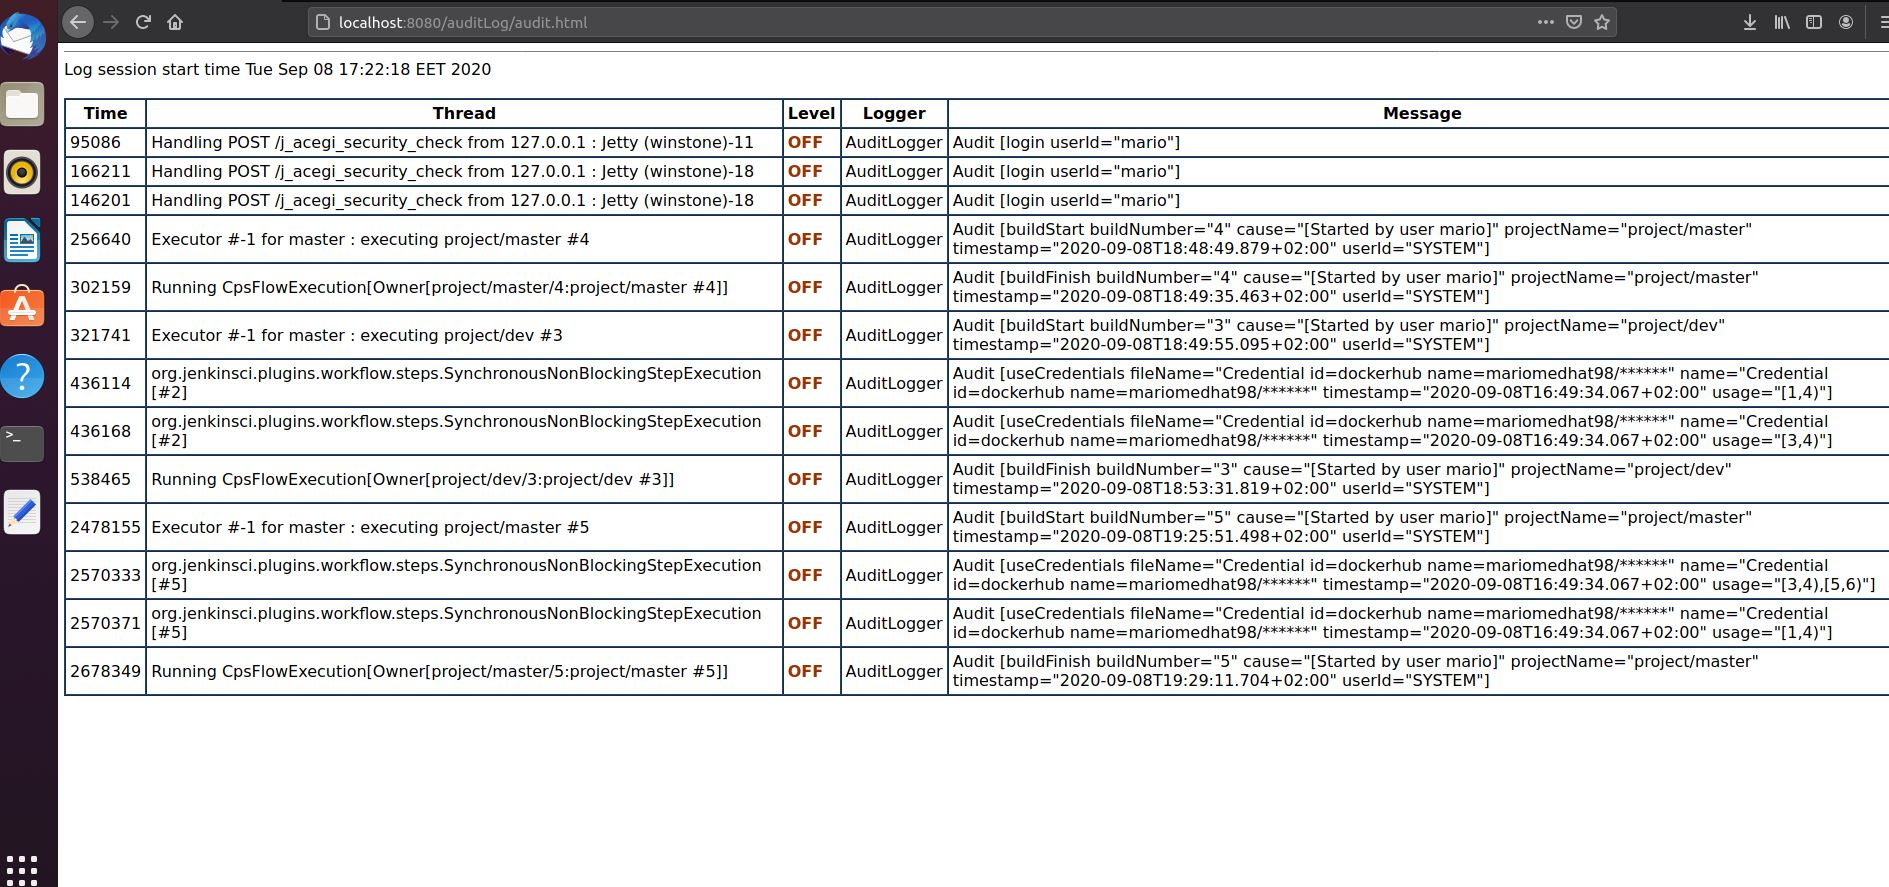 localhost:8080/auditLog/audit.html
Log session start time Tue Sep 08 17:22:18 EET 2020
Time Thread Level Logger Message
95086 Handling POST /j_acegi_security_check from 127.0.0.1 : Jetty (winstone)-11 OFF AuditLogger Audit [login userId="mario"]
166211 Handling POST /j_acegi_security_check from 127.0.0.1 : Jetty (winstone)-18 OFF AuditLogger Audit [login userId="mario"]
146201 Handling POST /j_acegi_security_check from 127.0.0.1 : Jetty (winstone)-18 OFF AuditLogger Audit [login userId="mario"]
256640 Executor #-1 for master : executing project/master #4 OFF AuditLogger Audit [buildStart buildNumber="4" cause="[Started by user mario]" projectName="project/master"
timestamp="2020-09-08T18:48:49.879+02:00" userId="SYSTEM"]
302159 Running CpsFlowExecution[Owner[project/master/4:project/master #4]] OFF AuditLogger Audit [buildFinish buildNumber="4" cause="[Started by user mario]" projectName="project/master"
timestamp="2020-09-08T18:49:35.463+02:00" userId="SYSTEM"]
321741 Executor #-1 for master : executing project/dev #3 OFF AuditLogger Audit [buildStart buildNumber="3" cause="[Started by user mario]" projectName="project/dev"
timestamp="2020-09-08T18:49:55.095+02:00" userId="SYSTEM"]
436114 org.jenkinsci.plugins.workflow.steps.SynchronousNonBlockingStepExecution OFF AuditLogger Audit [useCredentials fileName="Credential id=dockerhub name=mariomedhat98/******" name="Credential
[#2] id=dockerhub name=mariomedhat98/******" timestamp="2020-09-08T16:49:34.067+02:00" usage="[1,4)"]
436168 org.jenkinsci.plugins.workflow.steps.SynchronousNonBlockingStepExecution OFF AuditLogger Audit [useCredentials fileName="Credential id=dockerhub name=mariomedhat98/******" name="Credential
[#2] id=dockerhub name=mariomedhat98/******" timestamp="2020-09-08T16:49:34.067+02:00" usage="[3,4)"]
538465 Running CpsFlowExecution[Owner[project/dev/3:project/dev #3]] OFF AuditLogger Audit [buildFinish buildNumber="3" cause="[Started by user mario]" projectName="project/dev"
timestamp="2020-09-08T18:53:31.819+02:00" userId="SYSTEM"]
2478155 Executor #-1 for master : executing project/master #5 OFF AuditLogger Audit [buildStart buildNumber="5" cause="[Started by user mario]" projectName="project/master"
timestamp="2020-09-08T19:25:51.498+02:00" userId="SYSTEM"]
2570333 org.jenkinsci.plugins.workflow.steps.SynchronousNonBlockingStepExecution OFF AuditLogger Audit [useCredentials fileName="Credential id=dockerhub name=mariomedhat98/******" name="Credential
[#5] id=dockerhub name=mariomedhat98/******" timestamp="2020-09-08T16:49:34.067+02:00" usage="[3,4),[5,6)"]
2570371 org.jenkinsci.plugins.workflow.steps.SynchronousNonBlockingStepExecution OFF AuditLogger Audit [useCredentials fileName="Credential id=dockerhub name=mariomedhat98/******" name="Credential
[#5] id=dockerhub name=mariomedhat98/******" timestamp="2020-09-08T16:49:34.067+02:00" usage="[1,4)"]
2678349 Running CpsFlowExecution[Owner[project/master/5:project/master #5]] OFF AuditLogger Audit [buildFinish buildNumber="5" cause="[Started by user mario]" projectName="project/master"
timestamp="2020-09-08T19:29:11.704+02:00" userId="SYSTEM"]